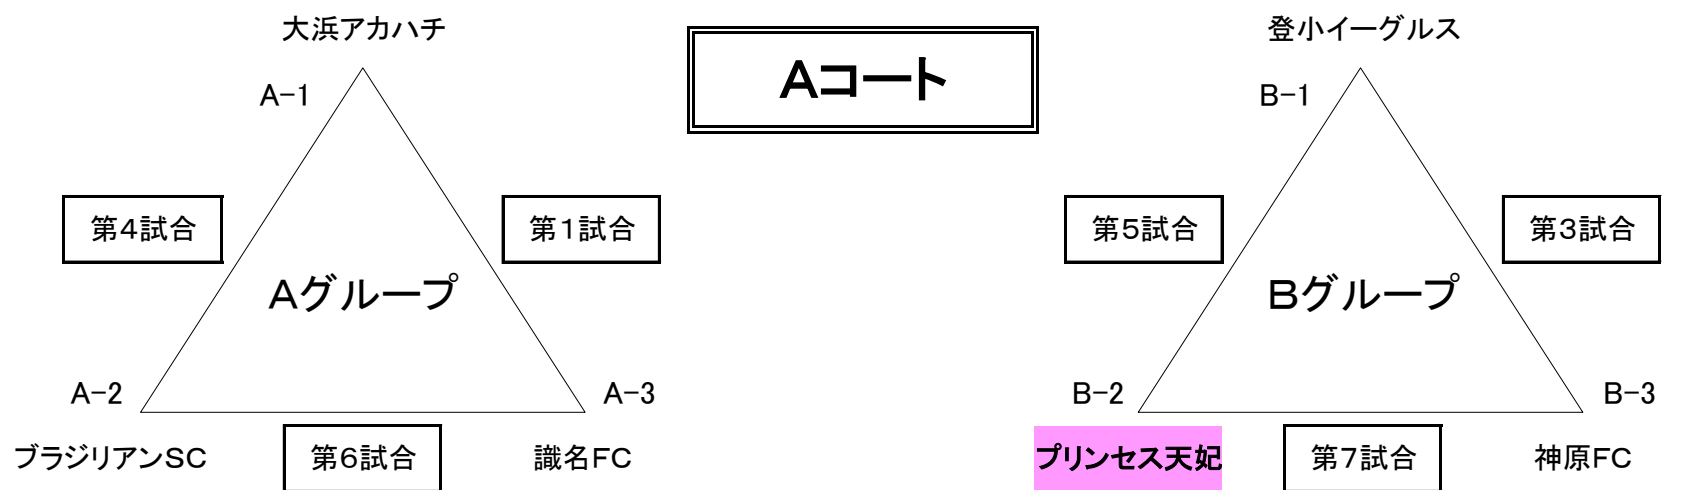 大浜アカハチ
A-1
第4試合
第1試合
Aグループ
A-2
A-3
ブラジリアンSC
第6試合
識名FC
Aコート
登小イーグルス
B-1
第5試合
第3試合
Bグループ
B-2
B-3
プリンセス天妃
第7試合
神原FC